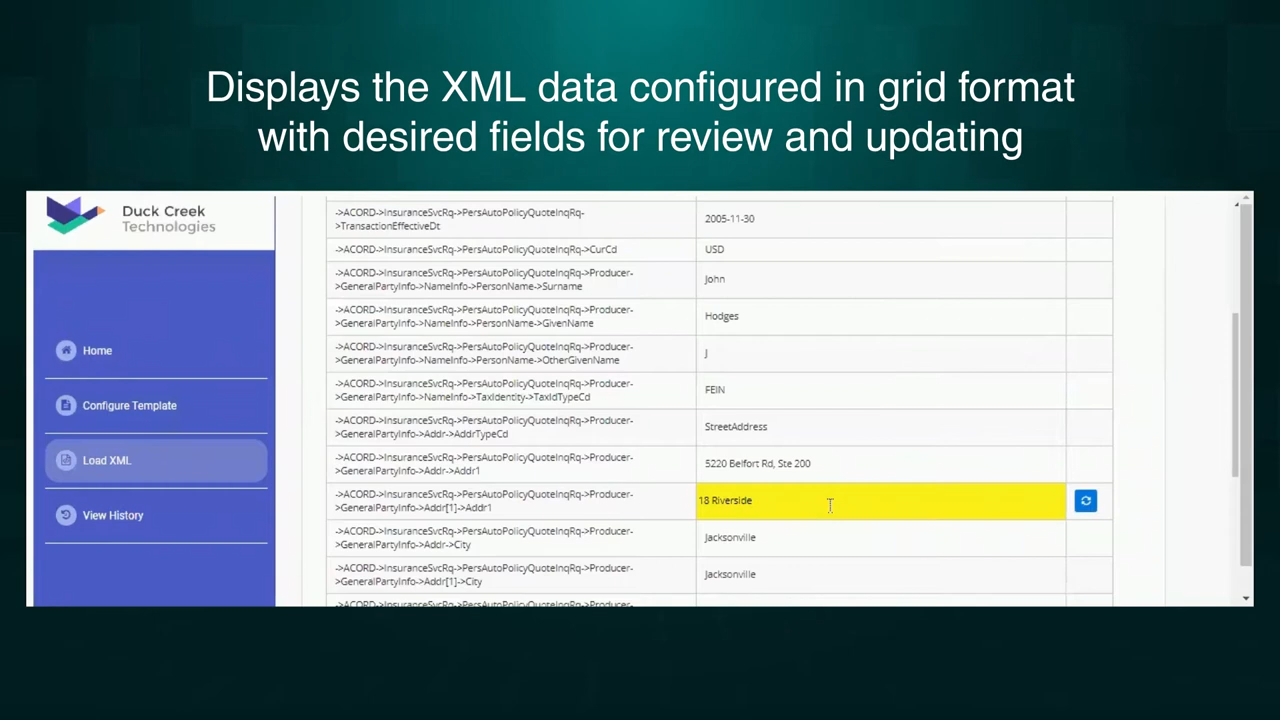 Displays the XML data configured in grid format
with desired fields for review and updating
Duck Creek
Technologies
Home
Configure Template
Load XML
View History
->ACORD->InsuranceSvcRq->PersAutoPolicyQuoteInqRq-
>TransactionEffectiveDt
2005-11-30
->ACORD->InsuranceSvcRq->PersAutoPolicyQuoteInqRq->CurCd
USD
->ACORD->InsuranceSvcRq->PersAutoPolicyQuoteInqRq->Producer-
>GeneralPartyInfo->NameInfo->PersonName->Surname
John
->ACORD->InsuranceSvcRq->PersAutoPolicyQuoteInqRq->Producer-
>GeneralPartyInfo->NameInfo->PersonName->GivenName
Hodges
->ACORD->InsuranceSvcRq->PersAutoPolicyQuoteInqRq->Producer-
>GeneralPartyInfo->NameInfo->PersonName->OtherGivenName
J
->ACORD->InsuranceSvcRq->PersAutoPolicyQuoteInqRq->Producer-
>GeneralPartyInfo->NameInfo->TaxIdentity->TaxIdTypeCd
FEIN
->ACORD->InsuranceSvcRq->PersAutoPolicyQuoteInqRq->Producer-
>GeneralPartyInfo->Addr->AddrTypeCd
StreetAddress
->ACORD->InsuranceSvcRq->PersAutoPolicyQuoteInqRq->Producer-
>GeneralPartyInfo->Addr->Addr1
5220 Belfort Rd, Ste 200
->ACORD->InsuranceSvcRq->PersAutoPolicyQuoteInqRq->Producer-
>GeneralPartyInfo->Addr[1]->Addr1
18 Riverside
->ACORD->InsuranceSvcRq->PersAutoPolicyQuoteInqRq->Producer-
>GeneralPartyInfo->Addr->City
Jacksonville
->ACORD->InsuranceSvcRq->PersAutoPolicyQuoteInqRq->Producer-
>GeneralPartyInfo->Addr[1]->City
Jacksonville